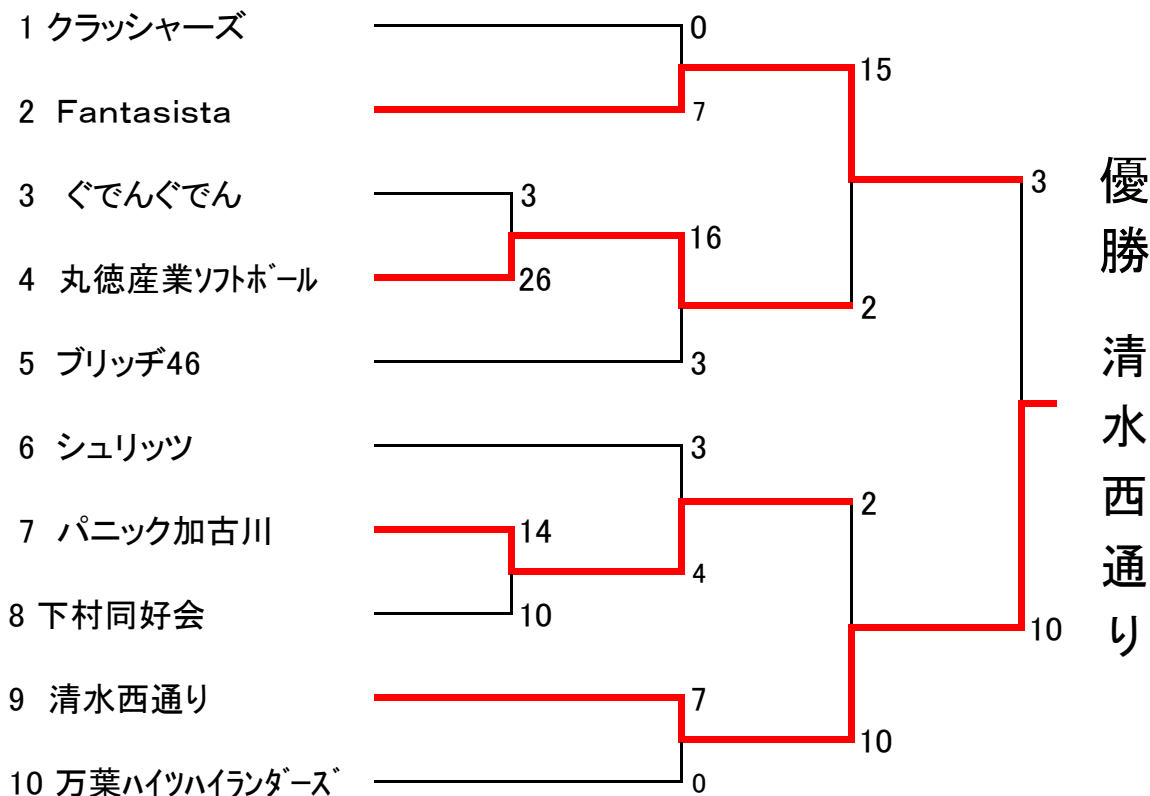 1 クラッシャーズ
0
15
2 Fantasista
7
3 ぐでんぐでん
3
3
16
4 丸徳産業ソフトボール
26
2
5 ブリッヂ46
3
6 シュリッツ
3
2
7 パニック加古川
14
4
8 下村同好会
10
10
9 清水西通り
7
10
10 万葉ハイツハイランダーズ
0
優勝 清水西通り